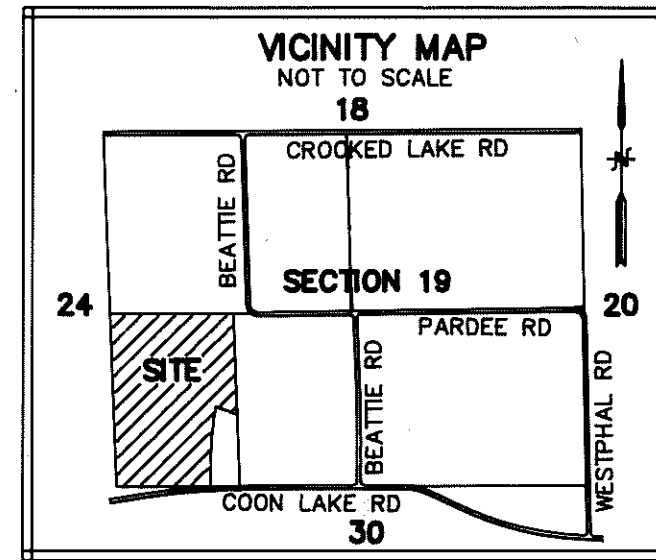 VICINITY MAP
NOT TO SCALE
18
CROOKED LAKE RD
BEATTIE RD
N
24
SECTION 19
20
PARDEE RD
SITE
BEATTIE RD
WESTPHAL RD
COON LAKE RD
30